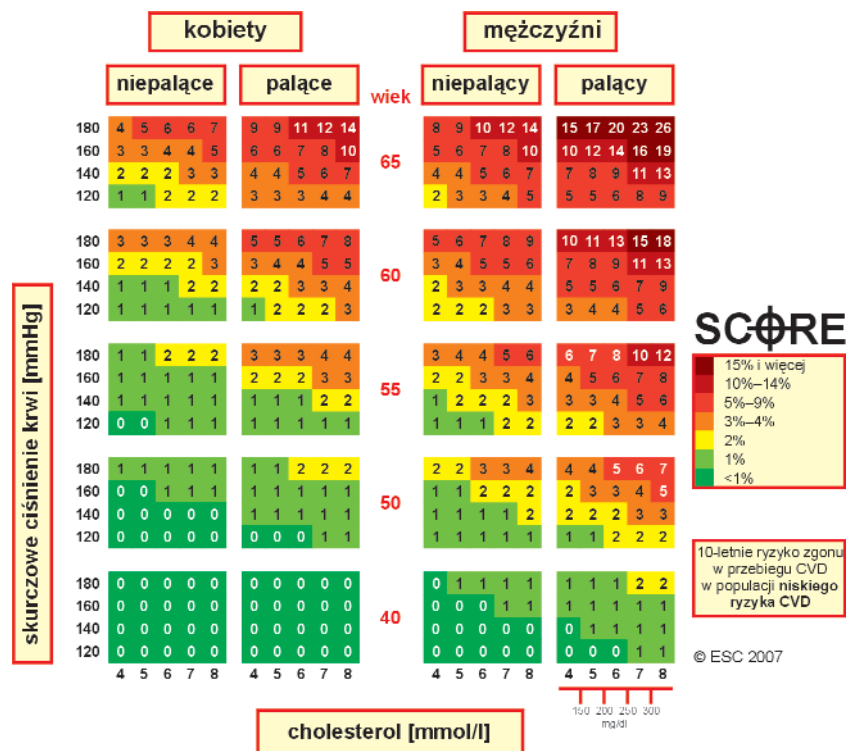 kobiety mężczyźni
niepalące palące wiek niepalący palący
180 4 5 6 6 7 9 9 11 12 14 8 9 10 12 14 15 17 20 23 26
160 3 3 4 4 5 6 6 7 8 10 5 6 7 8 10 10 12 14 16 19
65
140 2 2 2 3 3 4 4 5 6 7 4 4 5 6 7 7 8 9 11 13
120 1 1 2 2 2 3 3 3 4 4 2 3 3 4 5 5 5 6 8 9
180 3 3 3 4 4 5 5 6 7 8 5 6 7 8 9 10 11 13 15 18
160 2 2 2 2 3 3 4 4 5 5 3 4 5 5 6 7 8 9 11 13
60
140 1 1 1 2 2 2 2 3 3 4 2 3 3 4 4 5 5 6 7 9
120 1 1 1 1 1 1 2 2 2 3 2 2 2 3 3 3 4 4 5 6
180 1 1 2 2 2 3 3 3 4 4 3 4 4 5 6 6 7 8 10 12
160 1 1 1 1 1 2 2 2 3 3 2 2 3 3 4 4 5 6 7 8
55
140 1 1 1 1 1 1 1 1 2 2 1 2 2 2 3 3 3 4 5 6
120 0 0 1 1 1 1 1 1 1 1 1 1 1 2 2 2 2 3 3 4
180 1 1 1 1 1 1 1 2 2 2 2 2 3 3 4 4 4 5 6 7
160 0 0 1 1 1 1 1 1 1 1 1 1 2 2 2 2 3 3 4 5
50
140 0 0 0 0 0 1 1 1 1 1 1 1 1 1 2 2 2 2 3 3
120 0 0 0 0 0 0 0 0 1 1 1 1 1 1 1 1 1 2 2 2
180 0 0 0 0 0 0 0 0 0 0 0 1 1 1 1 1 1 1 2 2
160 0 0 0 0 0 0 0 0 0 0 0 0 0 1 1 1 1 1 1 1
40
140 0 0 0 0 0 0 0 0 0 0 0 0 0 0 0 0 1 1 1 1
120 0 0 0 0 0 0 0 0 0 0 0 0 0 0 0 0 0 0 1 1
4 5 6 7 8 4 5 6 7 8 4 5 6 7 8 4 5 6 7 8
150 200 250 300
mg/dl
cholesterol [mmol/l]
skurczowe ciśnienie krwi [mmHg]
SCORE
15% i więcej
10%–14%
5%–9%
3%–4%
2%
1%
<1%
10-letnie ryzyko zgonu
w przebiegu CVD
w populacji niskiego
ryzyka CVD
© ESC 2007